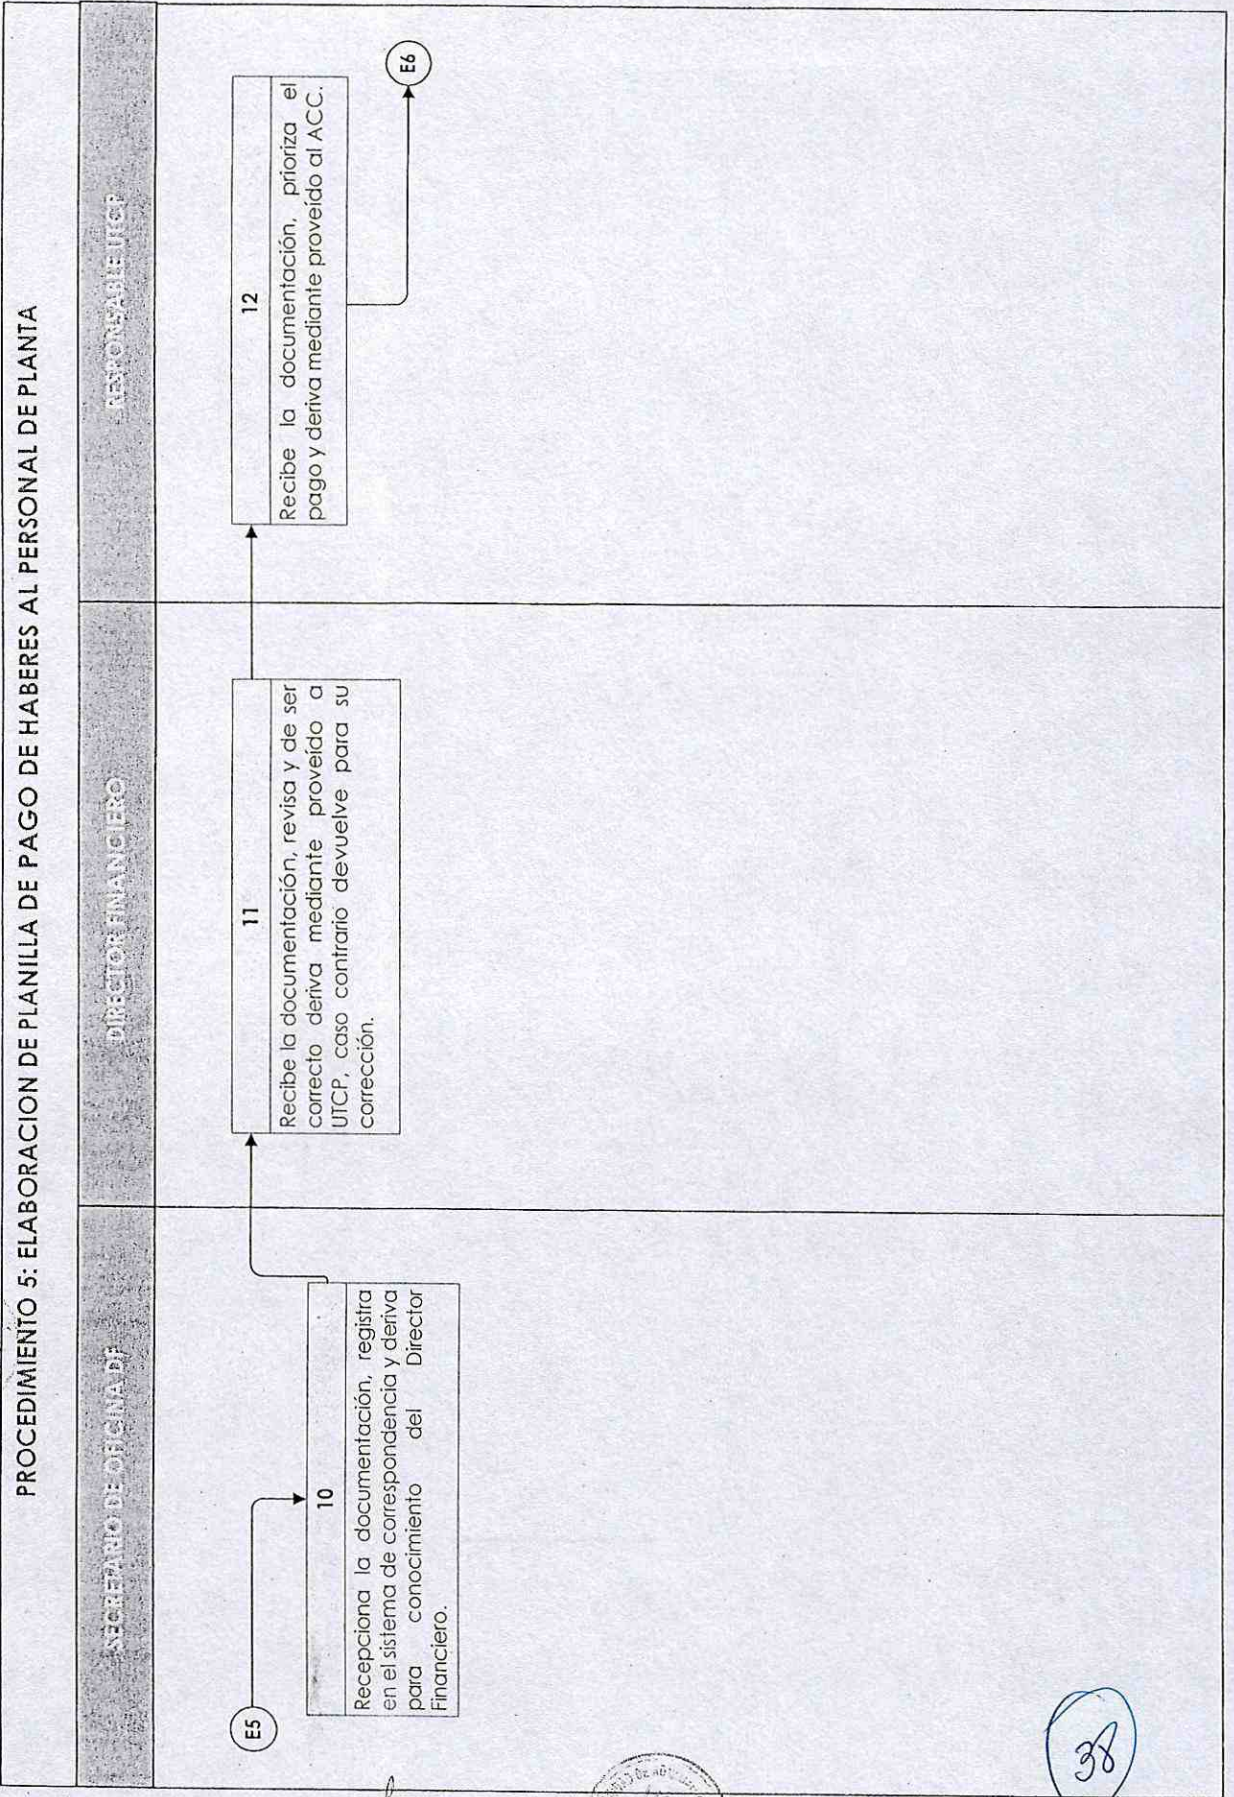 PROCEDIMIENTO 5: ELABORACION DE PLANILLA DE PAGO DE HABERES AL PERSONAL DE PLANTA
SECRETARIO DE OFICINA DF
DIRECTOR FINANCIERO
RESPONSABLE UTCP
E5
10
Recepciona la documentación, registra
en el sistema de correspondencia y deriva
para conocimiento del Director
Financiero.
11
Recibe la documentación, revisa y de ser
correcto deriva mediante proveído a
UTCP, caso contrario devuelve para su
corrección.
12
Recibe la documentación, prioriza el
pago y deriva mediante proveído al ACC.
E6
38